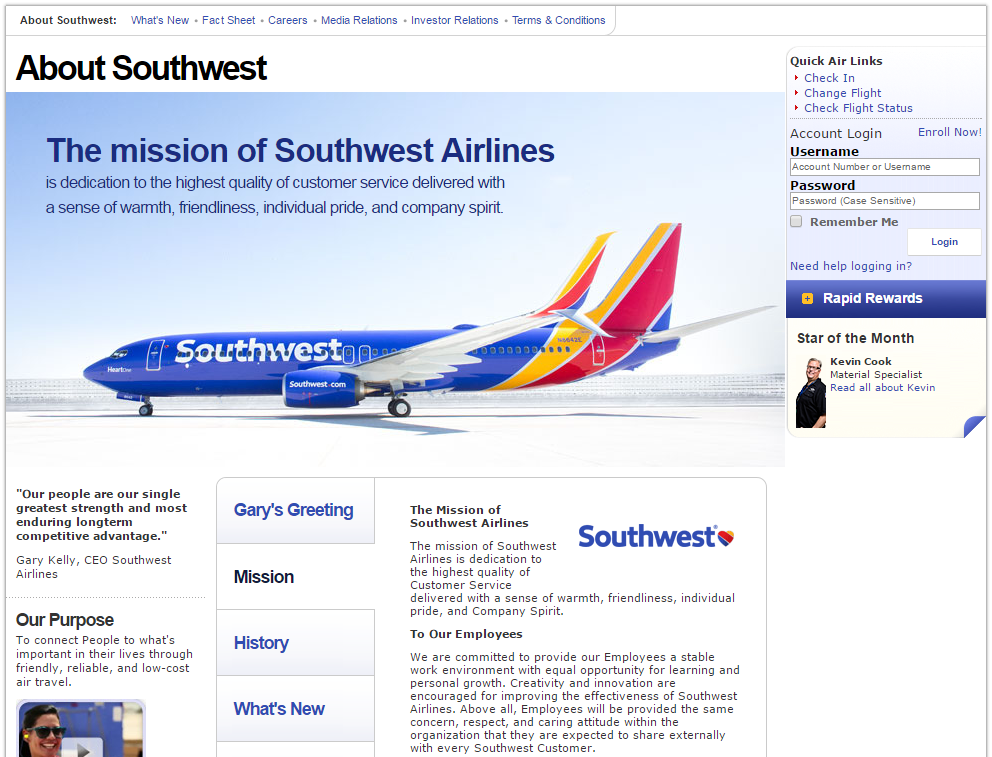 About Southwest: What's New • Fact Sheet • Careers • Media Relations • Investor Relations • Terms & Conditions
About Southwest
The mission of Southwest Airlines
is dedication to the highest quality of customer service delivered with
a sense of warmth, friendliness, individual pride, and company spirit.
Southwest
Southwest.com
Quick Air Links
Check In
Change Flight
Check Flight Status
Account Login Enroll Now!
Username
Account Number or Username
Password
Password (Case Sensitive)
Remember Me
Login
Need help logging in?
Rapid Rewards
Star of the Month
Kevin Cook
Material Specialist
Read all about Kevin
"Our people are our single
greatest strength and most
enduring longterm
competitive advantage."
Gary Kelly, CEO Southwest
Airlines
Our Purpose
To connect People to what's
important in their lives through
friendly, reliable, and low-cost
air travel.
Gary's Greeting
Mission
History
What's New
The Mission of
Southwest Airlines
Southwest®
The mission of Southwest
Airlines is dedication to
the highest quality of
Customer Service
delivered with a sense of warmth, friendliness, individual
pride, and Company Spirit.
To Our Employees
We are committed to provide our Employees a stable
work environment with equal opportunity for learning and
personal growth. Creativity and innovation are
encouraged for improving the effectiveness of Southwest
Airlines. Above all, Employees will be provided the same
concern, respect, and caring attitude within the
organization that they are expected to share externally
with every Southwest Customer.